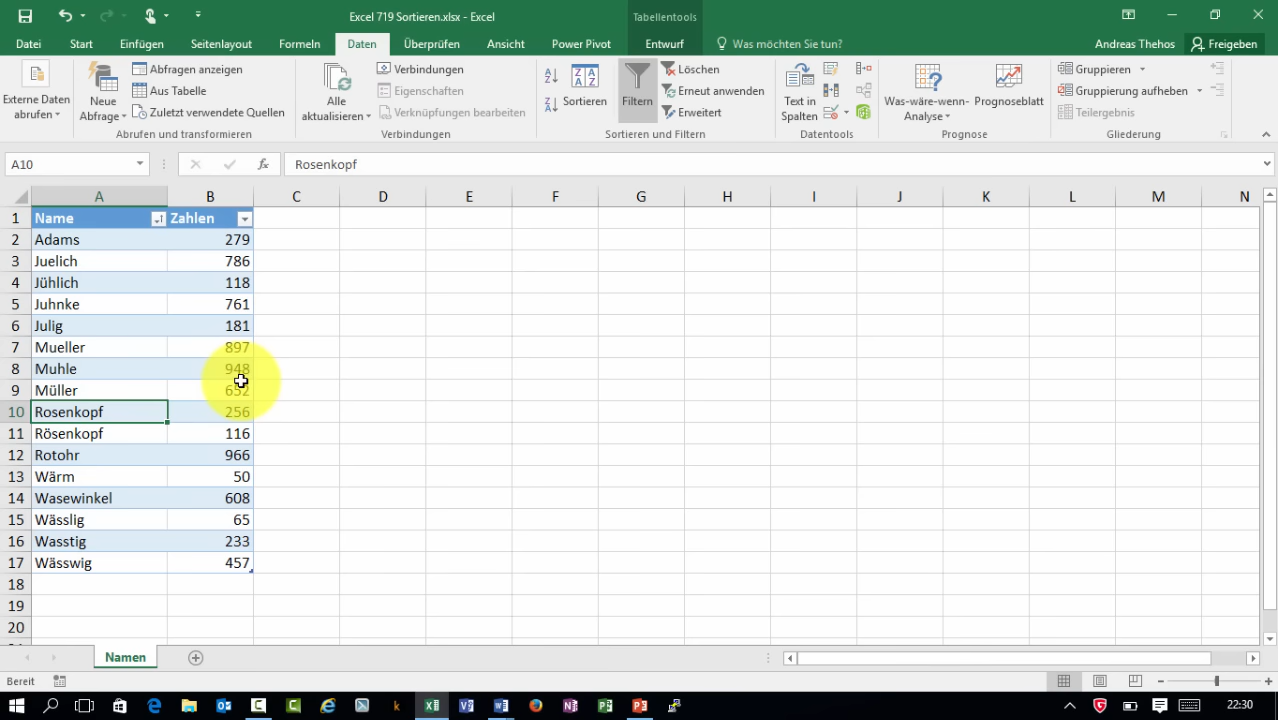 Excel 719 Sortieren.xlsx - Excel
Tabellentools
Datei Start Einfügen Seitenlayout Formeln Daten Überprüfen Ansicht Power Pivot Entwurf Was möchten Sie tun? Andreas Thehos Freigeben
Externe Daten abrufen
Neue Abfrage
Abfragen anzeigen
Aus Tabelle
Zuletzt verwendete Quellen
Abrufen und transformieren
Alle aktualisieren
Verbindungen
Eigenschaften
Verknüpfungen bearbeiten
Verbindungen
Sortieren
Filtern
Löschen
Erneut anwenden
Erweitert
Sortieren und Filtern
Text in Spalten
Datentools
Was-wäre-wenn-Analyse
Prognoseblatt
Prognose
Gruppieren
Gruppierung aufheben
Teilergebnis
Gliederung
A10 fx Rosenkopf
A B C D E F G H I J K L M N
1 Name Zahlen
2 Adams 279
3 Juelich 786
4 Jühlich 118
5 Juhnke 761
6 Julig 181
7 Mueller 897
8 Muhle 948
9 Müller 652
10 Rosenkopf 256
11 Rösenkopf 116
12 Rotohr 966
13 Wärm 50
14 Wasewinkel 608
15 Wässlig 65
16 Wasstig 233
17 Wässwig 457
18
19
20
Namen
Bereit
22:30